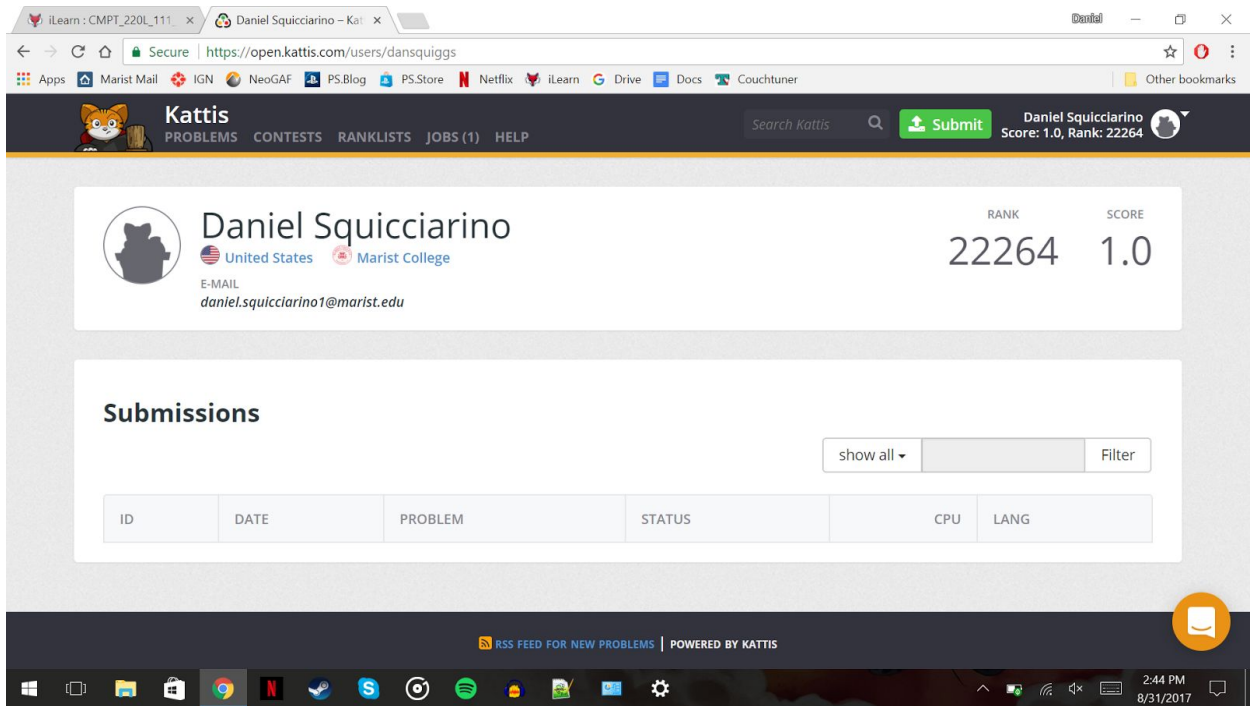 iLearn : CMPT_220L_111_
Daniel Squicciarino – Kat
Daniel
Secure | https://open.kattis.com/users/dansquiggs
Apps Marist Mail IGN NeoGAF PS.Blog PS.Store Netflix iLearn Drive Docs Couchtuner Other bookmarks
Kattis
PROBLEMS CONTESTS RANKLISTS JOBS (1) HELP
Search Kattis
Submit
Daniel Squicciarino
Score: 1.0, Rank: 22264
Daniel Squicciarino
United States Marist College
E-MAIL
daniel.squicciarino1@marist.edu
RANK SCORE
22264 1.0
Submissions
show all Filter
ID DATE PROBLEM STATUS CPU LANG
RSS FEED FOR NEW PROBLEMS | POWERED BY KATTIS
2:44 PM
8/31/2017